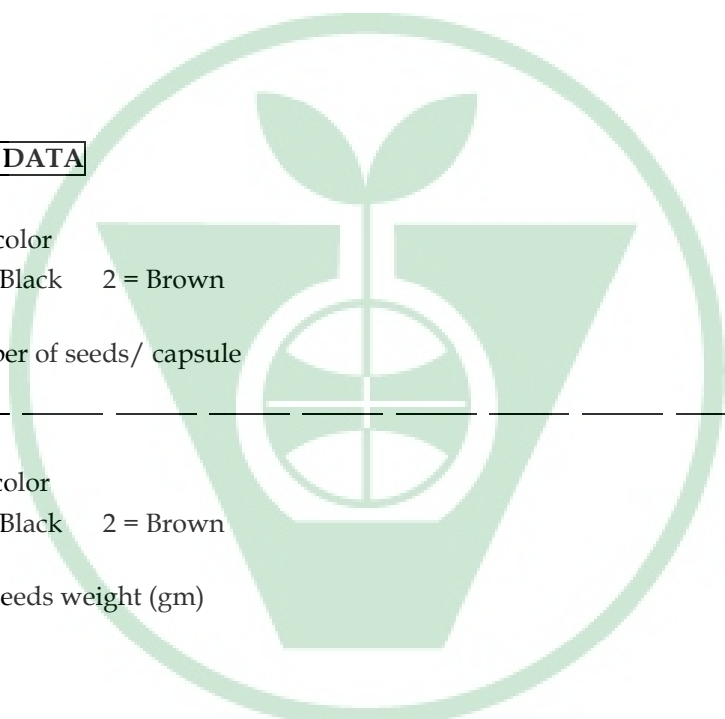 DATA
color
Black 2 = Brown
per of seeds/ capsule
color
Black 2 = Brown
eeds weight (gm)